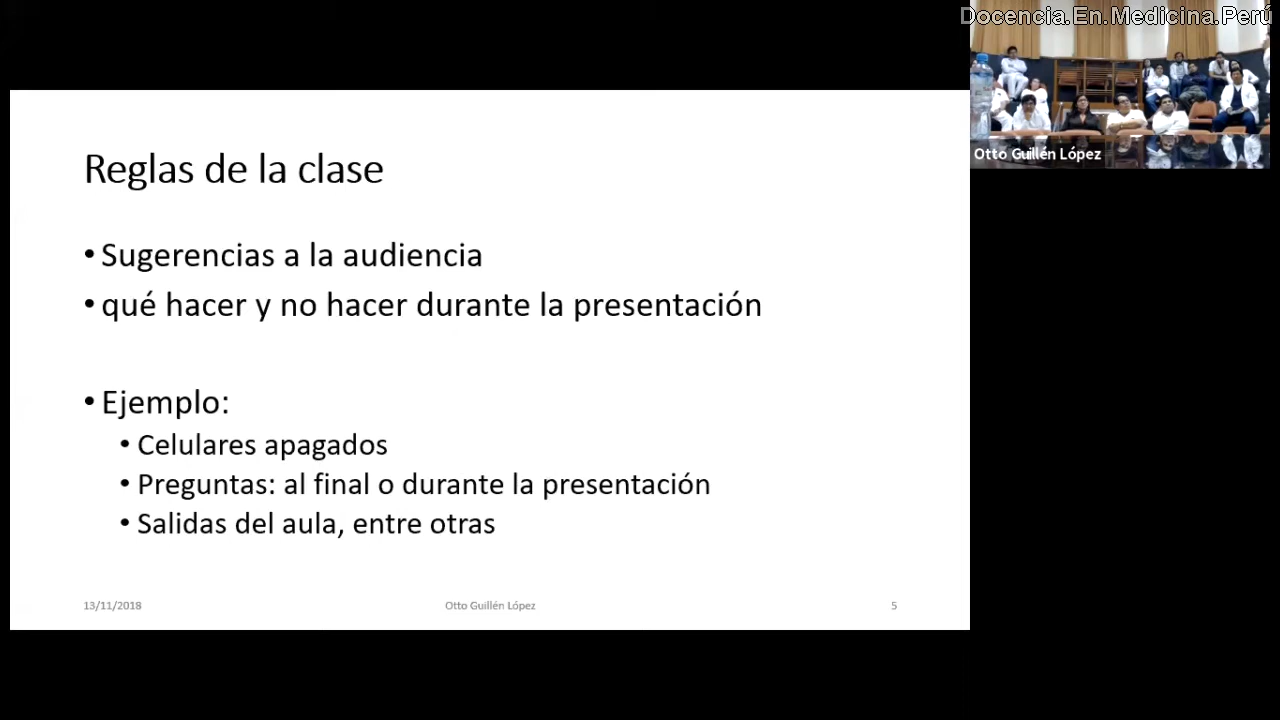 Docencia.En.Medicina.Perú
Otto Guillén López
Reglas de la clase
• Sugerencias a la audiencia
• qué hacer y no hacer durante la presentación
• Ejemplo:
• Celulares apagados
• Preguntas: al final o durante la presentación
• Salidas del aula, entre otras
13/11/2018
Otto Guillén López
5